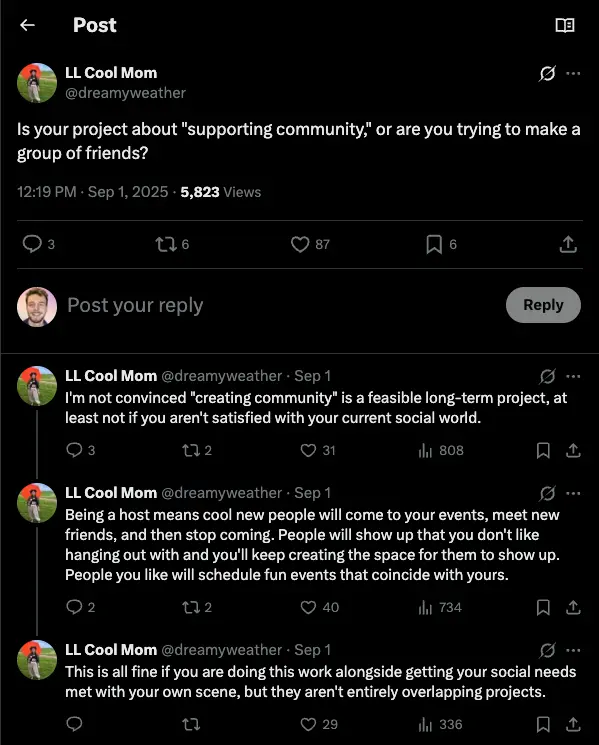 Post
LL Cool Mom
@dreamyweather
Is your project about "supporting community," or are you trying to make a
group of friends?
12:19 PM · Sep 1, 2025 · 5,823 Views
3 6 87 6
Post your reply
Reply
LL Cool Mom @dreamyweather · Sep 1
I'm not convinced "creating community" is a feasible long-term project, at
least not if you aren't satisfied with your current social world.
3 2 31 808
LL Cool Mom @dreamyweather · Sep 1
Being a host means cool new people will come to your events, meet new
friends, and then stop coming. People will show up that you don't like
hanging out with and you'll keep creating the space for them to show up.
People you like will schedule fun events that coincide with yours.
2 2 40 734
LL Cool Mom @dreamyweather · Sep 1
This is all fine if you are doing this work alongside getting your social needs
met with your own scene, but they aren't entirely overlapping projects.
29 336